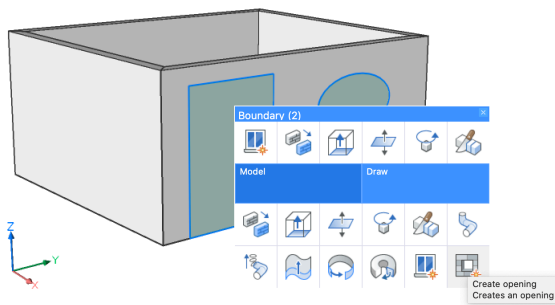 Boundary (2)
Model
Draw
Create opening
Creates an opening
Z
Y
X